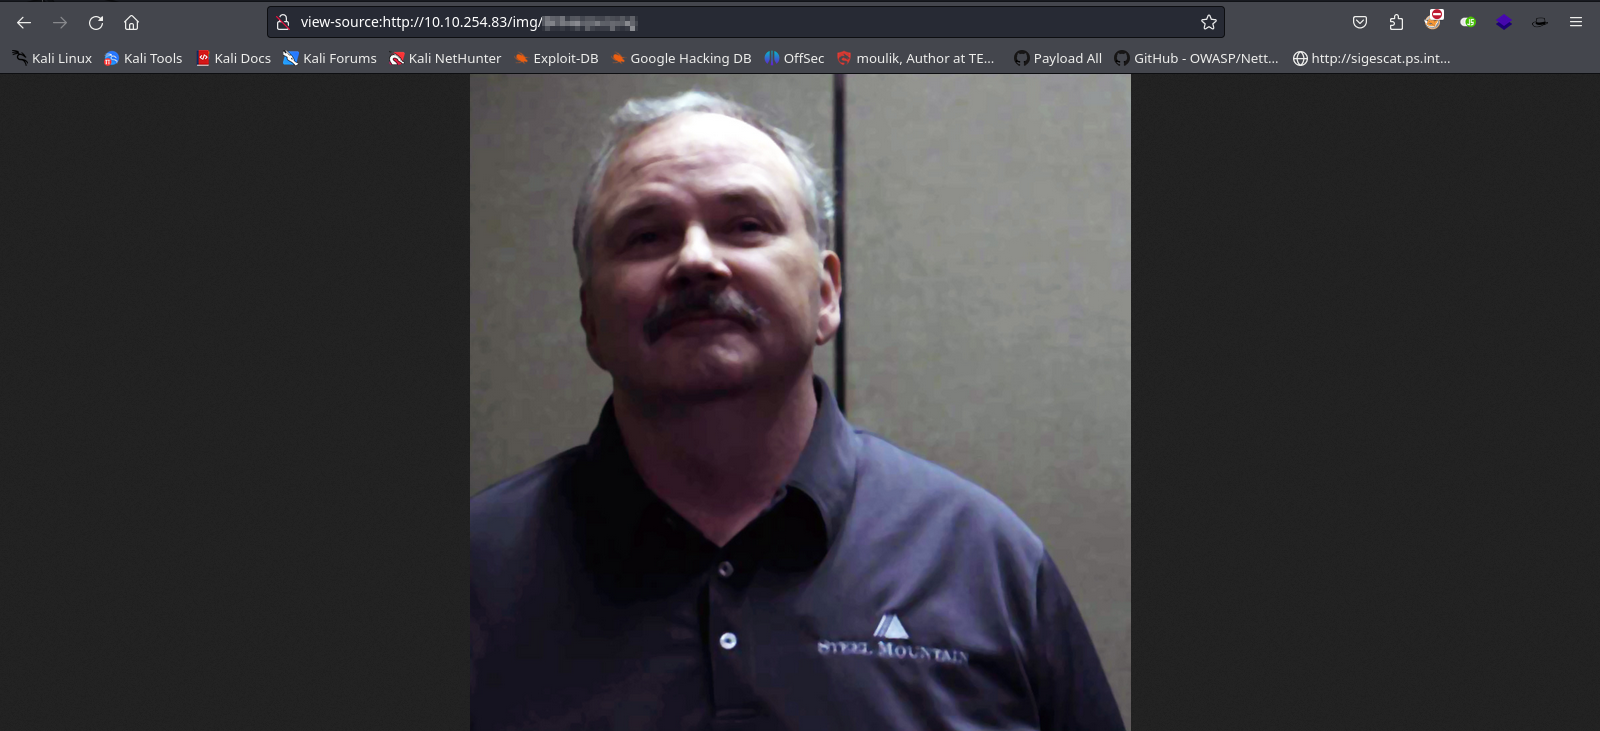 view-source:http://10.10.254.83/img/
Kali Linux Kali Tools Kali Docs Kali Forums Kali NetHunter Exploit-DB Google Hacking DB OffSec moulik, Author at TE... Payload All GitHub - OWASP/Nett... http://sigescat.ps.int...
STEEL MOUNTAIN